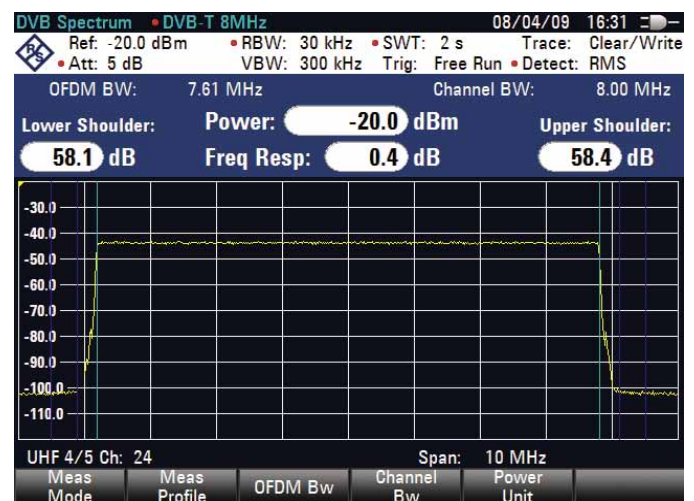 DVB Spectrum • DVB-T 8MHz 08/04/09 16:31
Ref: -20.0 dBm • RBW: 30 kHz • SWT: 2 s Trace: Clear/Write
• Att: 5 dB VBW: 300 kHz Trig: Free Run • Detect: RMS
OFDM BW: 7.61 MHz Channel BW: 8.00 MHz
Lower Shoulder: Power: -20.0 dBm Upper Shoulder:
58.1 dB Freq Resp: 0.4 dB 58.4 dB
-30.0
-40.0
-50.0
-60.0
-70.0
-80.0
-90.0
-100.0
-110.0
UHF 4/5 Ch: 24 Span: 10 MHz
Meas Mode Meas Profile OFDM Bw Channel Bw Power Unit